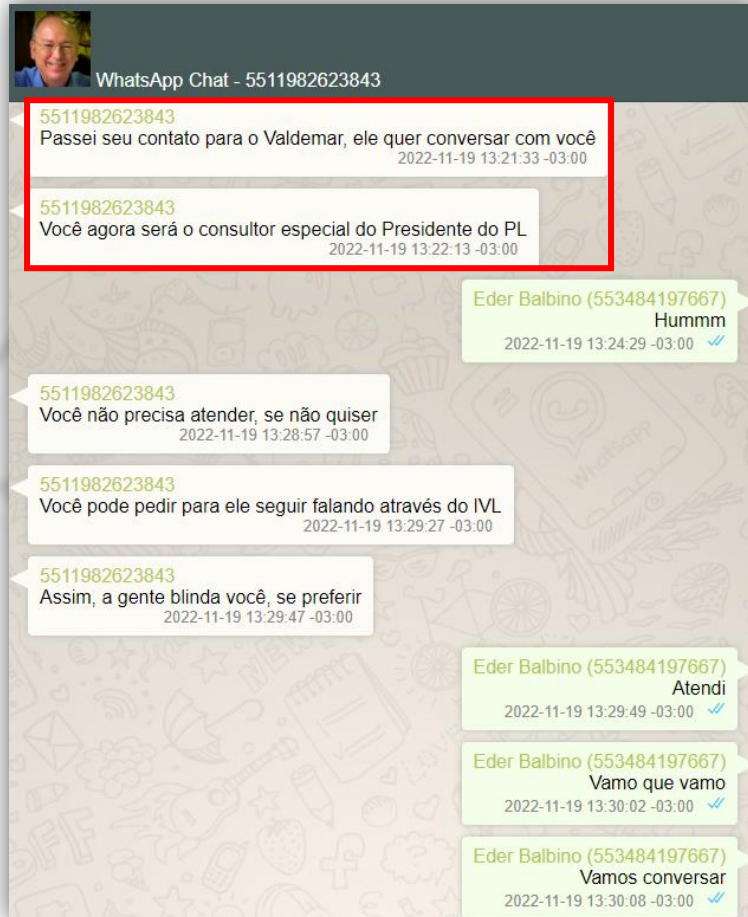 WhatsApp Chat - 5511982623843
5511982623843
Passei seu contato para o Valdemar, ele quer conversar com você
2022-11-19 13:21:33 -03:00
5511982623843
Você agora será o consultor especial do Presidente do PL
2022-11-19 13:22:13 -03:00
Eder Balbino (553484197667)
Hummm
2022-11-19 13:24:29 -03:00
5511982623843
Você não precisa atender, se não quiser
2022-11-19 13:28:57 -03:00
5511982623843
Você pode pedir para ele seguir falando através do IVL
2022-11-19 13:29:27 -03:00
5511982623843
Assim, a gente blinda você, se preferir
2022-11-19 13:29:47 -03:00
Eder Balbino (553484197667)
Atendi
2022-11-19 13:29:49 -03:00
Eder Balbino (553484197667)
Vamo que vamo
2022-11-19 13:30:02 -03:00
Eder Balbino (553484197667)
Vamos conversar
2022-11-19 13:30:08 -03:00